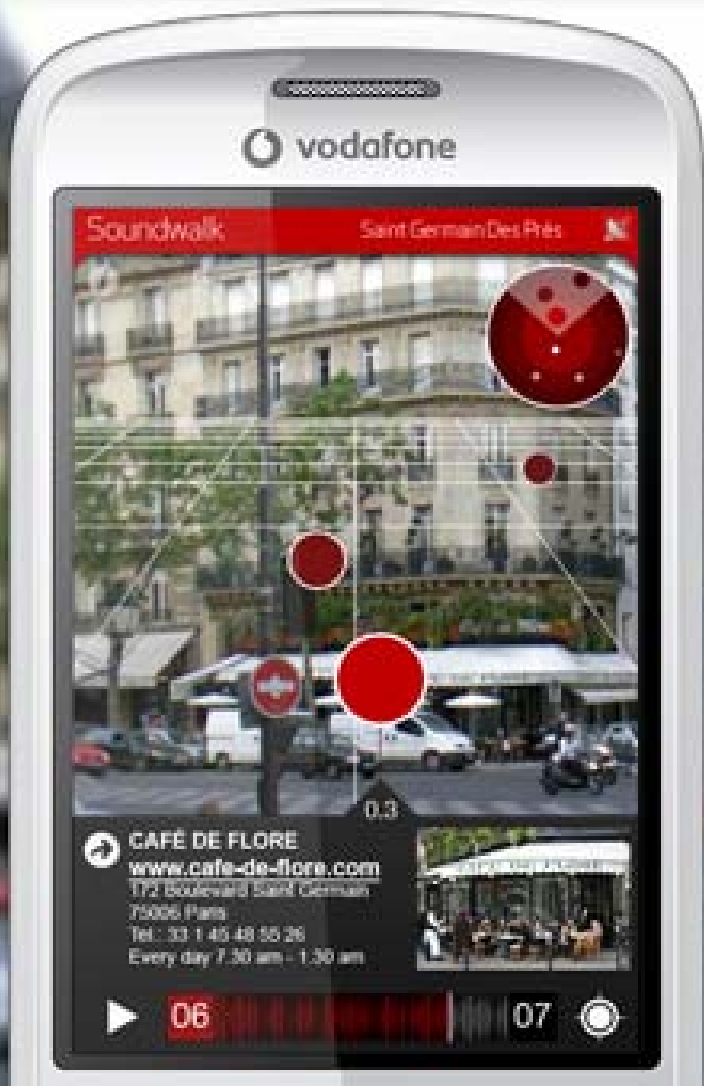 vodafone
Soundwalk Saint Germain Des Prés
0.3
CAFÉ DE FLORE
www.cafe-de-flore.com
172 Boulevard Saint Germain
75006 Paris
Tel.: 33 1 45 48 55 26
Every day 7.30 am - 1.30 am
06 07